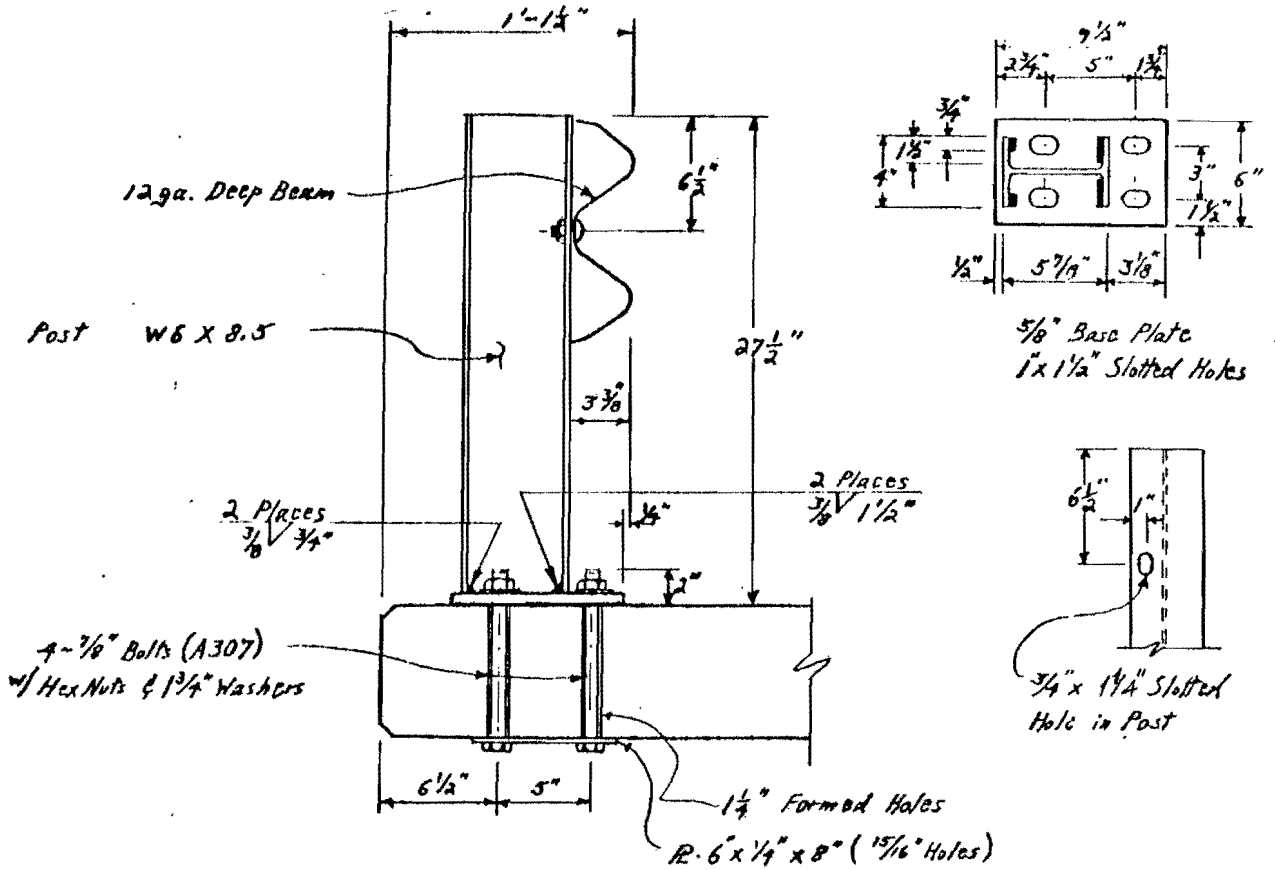 1'-1½"
12ga. Deep Beam
6½"
Post W6 X 8.5
27½"
3⅜"
2 Places
⅜ ¾"
2 Places
⅜ 1½"
¼"
2"
4~⅞" Bolts (A307)
w/ Hex Nuts & 1¾" Washers
6½" 5"
1¼" Formed Holes
PL. 6" x ¼" x 8" (15/16" Holes)
9½"
2¾" 5" 1¾"
¾"
1½"
4"
3"
6"
1½"
½" 5⅞" 3⅛"
⅝" Base Plate
1" x 1½" Slotted Holes
6½"
1"
¾" x 1¼" Slotted
Hole in Post